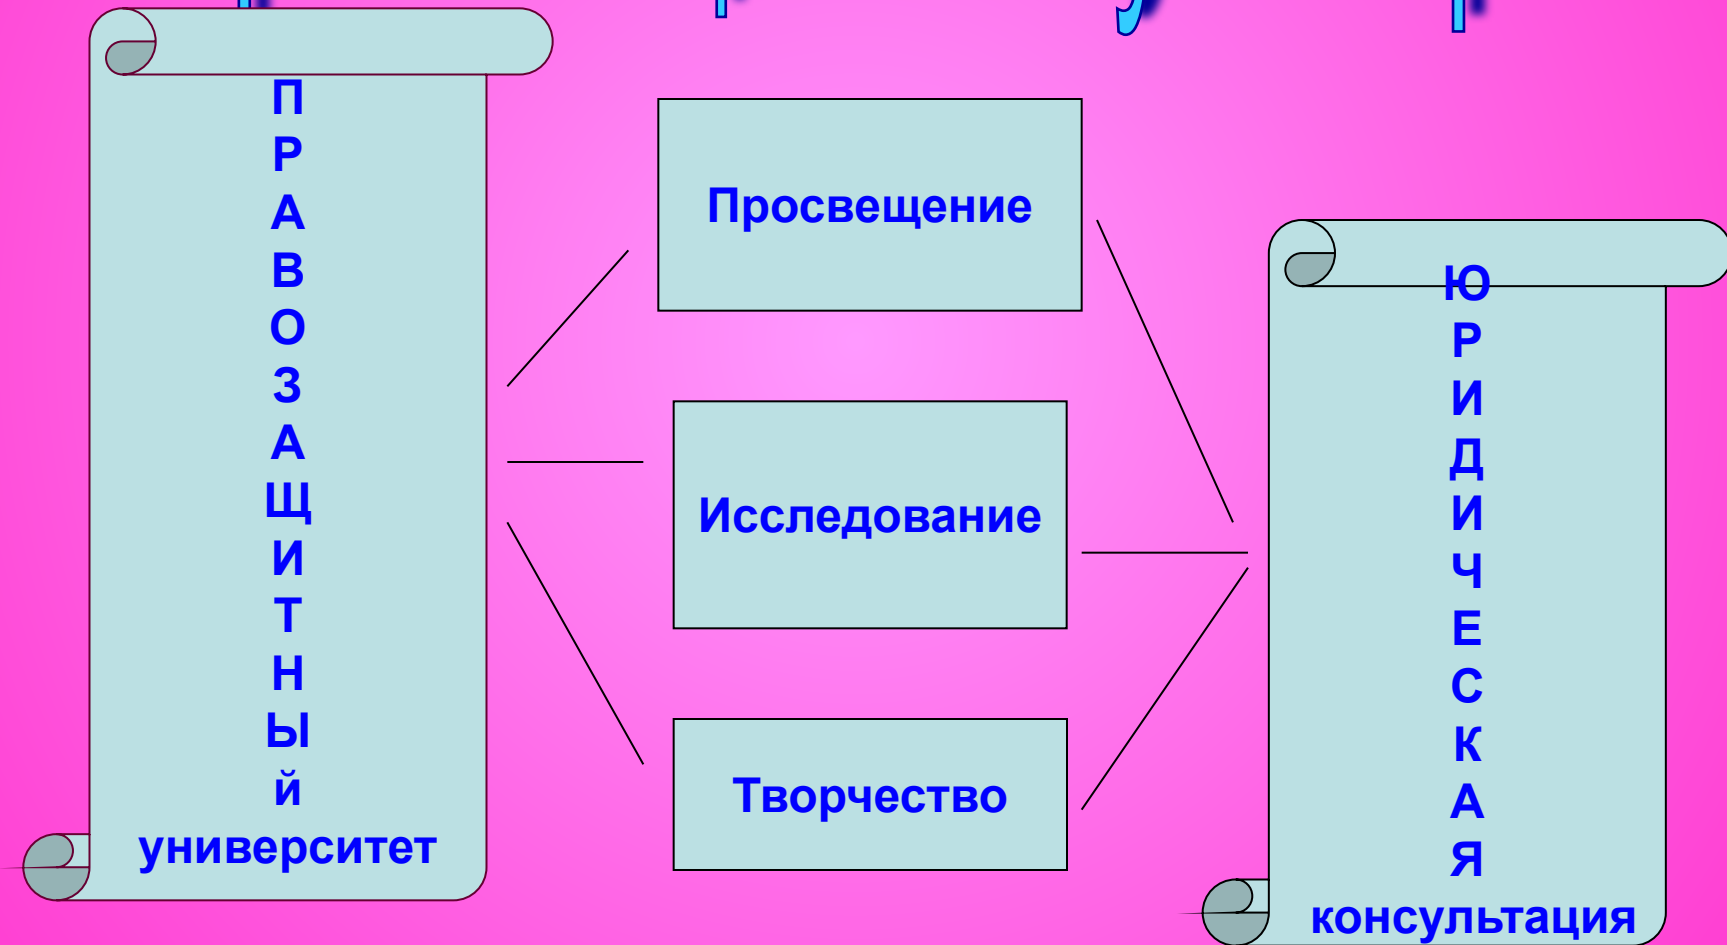 П
Р
А
В
О
З
А
Щ
И
Т
Н
Ы
й
университет
Просвещение
Исследование
Творчество
Ю
Р
И
Д
И
Ч
Е
С
К
А
Я
консультация